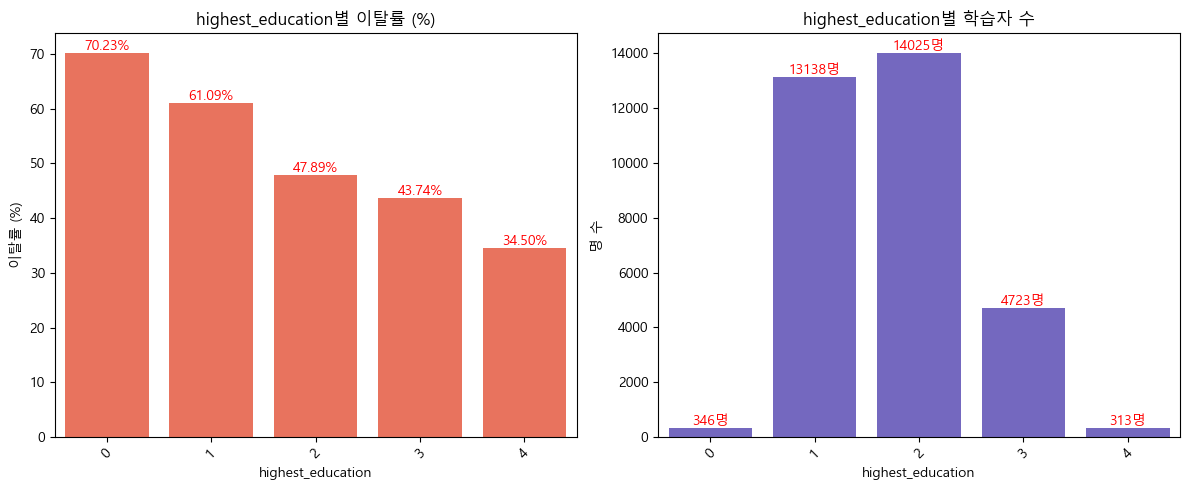 highest_education별 이탈률 (%)
이탈률 (%)
70
60
50
40
30
20
10
0
70.23%
61.09%
47.89%
43.74%
34.50%
0
1
2
3
4
highest_education
highest_education별 학습자 수
명 수
14000
12000
10000
8000
6000
4000
2000
0
346명
13138명
14025명
4723명
313명
0
1
2
3
4
highest_education